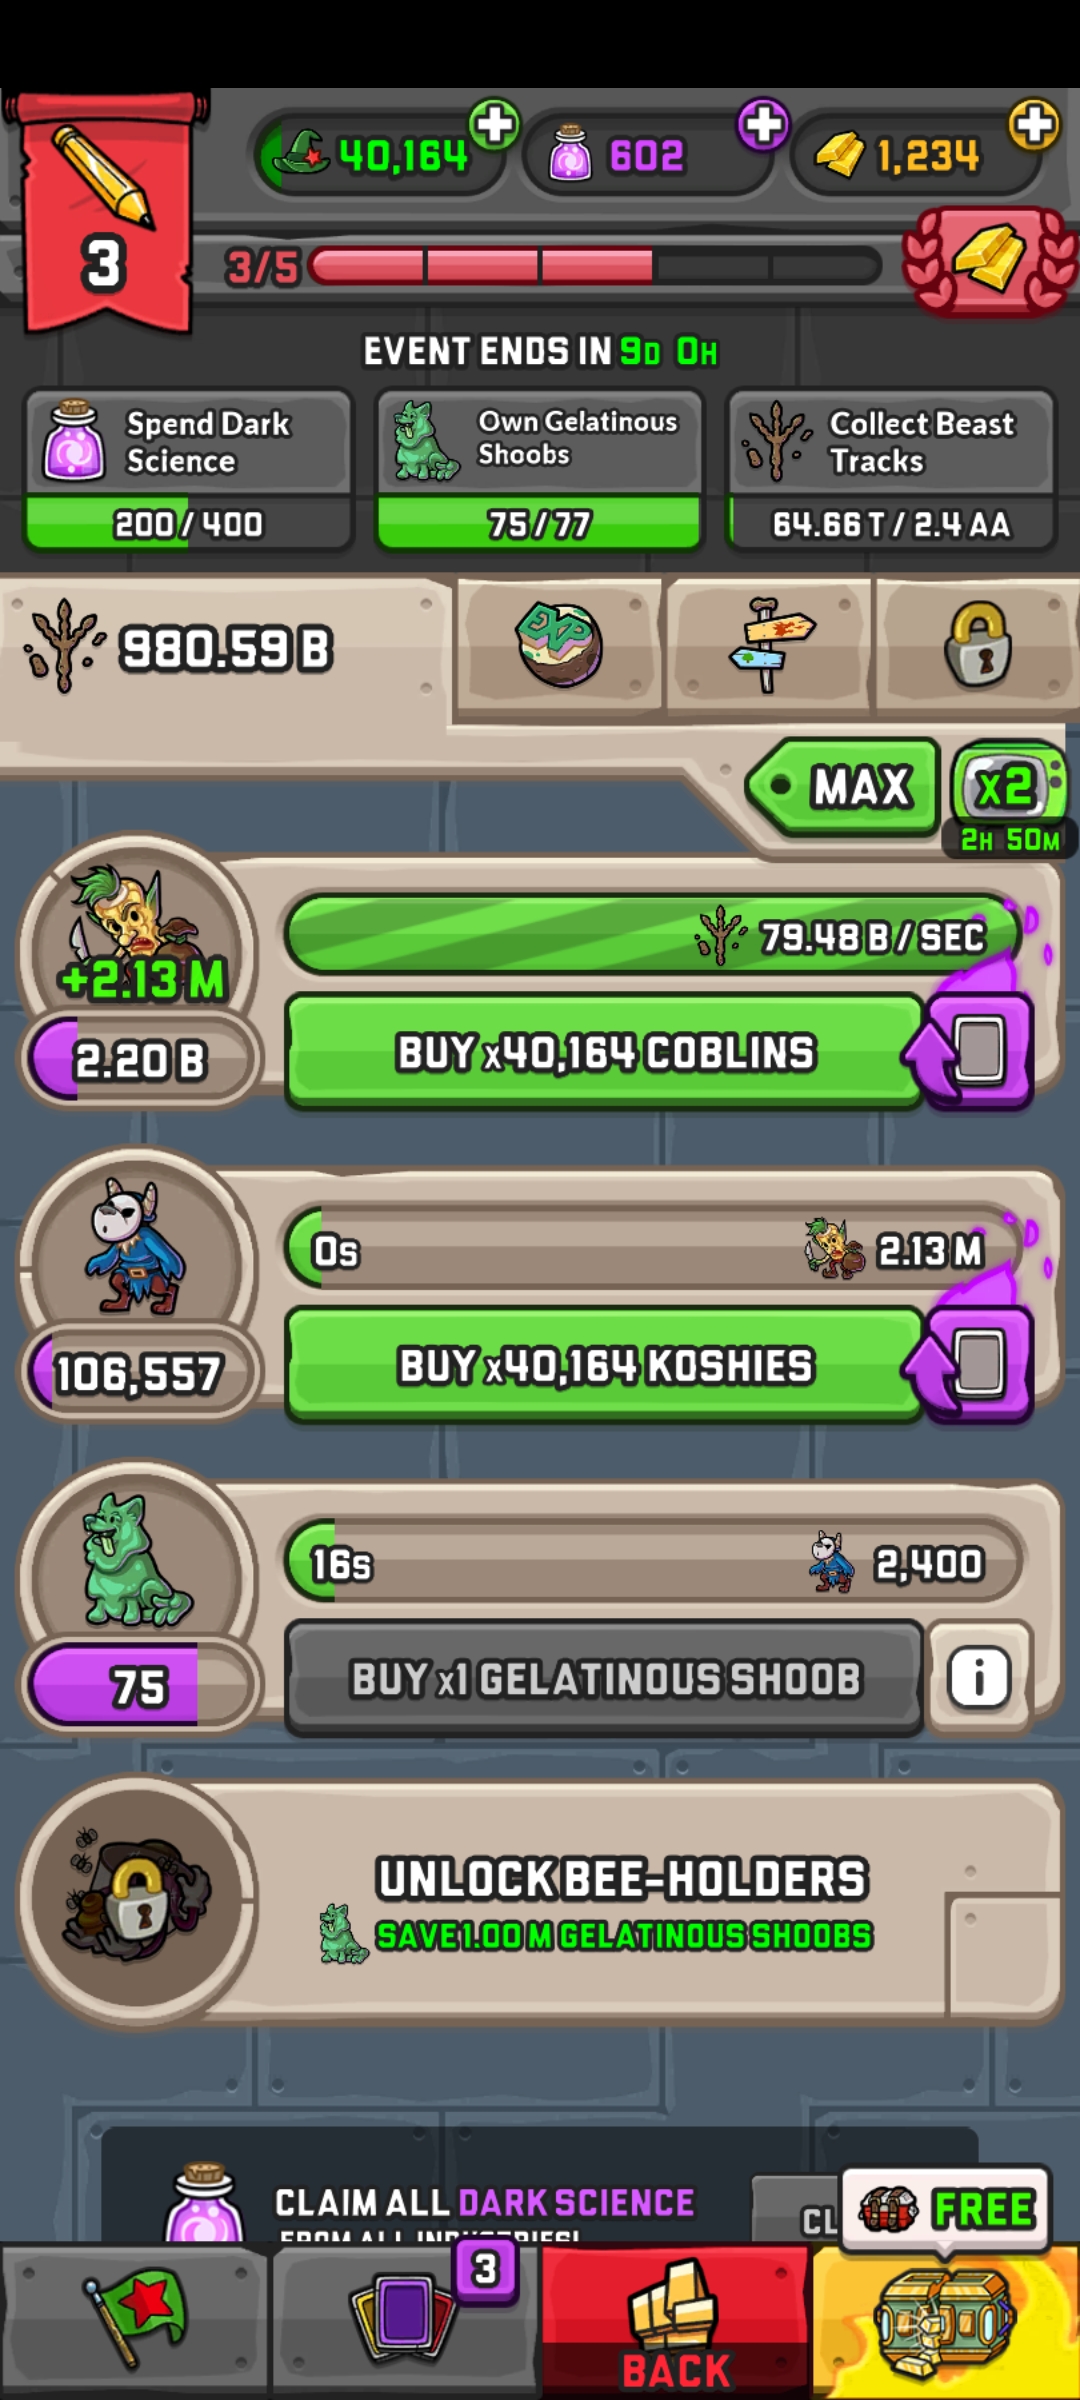 40,164
602
1,234
3
3/5
EVENT ENDS IN 9D 0H
Spend Dark
Science
200 / 400
Own Gelatinous
Shoobs
75 / 77
Collect Beast
Tracks
64.66 T / 2.4 AA
980.59 B
EXP
MAX
x2
2H 50M
+2.13 M
2.20 B
79.48 B / SEC
BUY x40,164 COBLINS
106,557
0s
2.13 M
BUY x40,164 KOSHIES
75
16s
2,400
BUY x1 GELATINOUS SHOOB
i
UNLOCK BEE-HOLDERS
SAVE 1.00 M GELATINOUS SHOOBS
CLAIM ALL DARK SCIENCE
FROM ALL INDUSTRIES!
CL
FREE
3
BACK